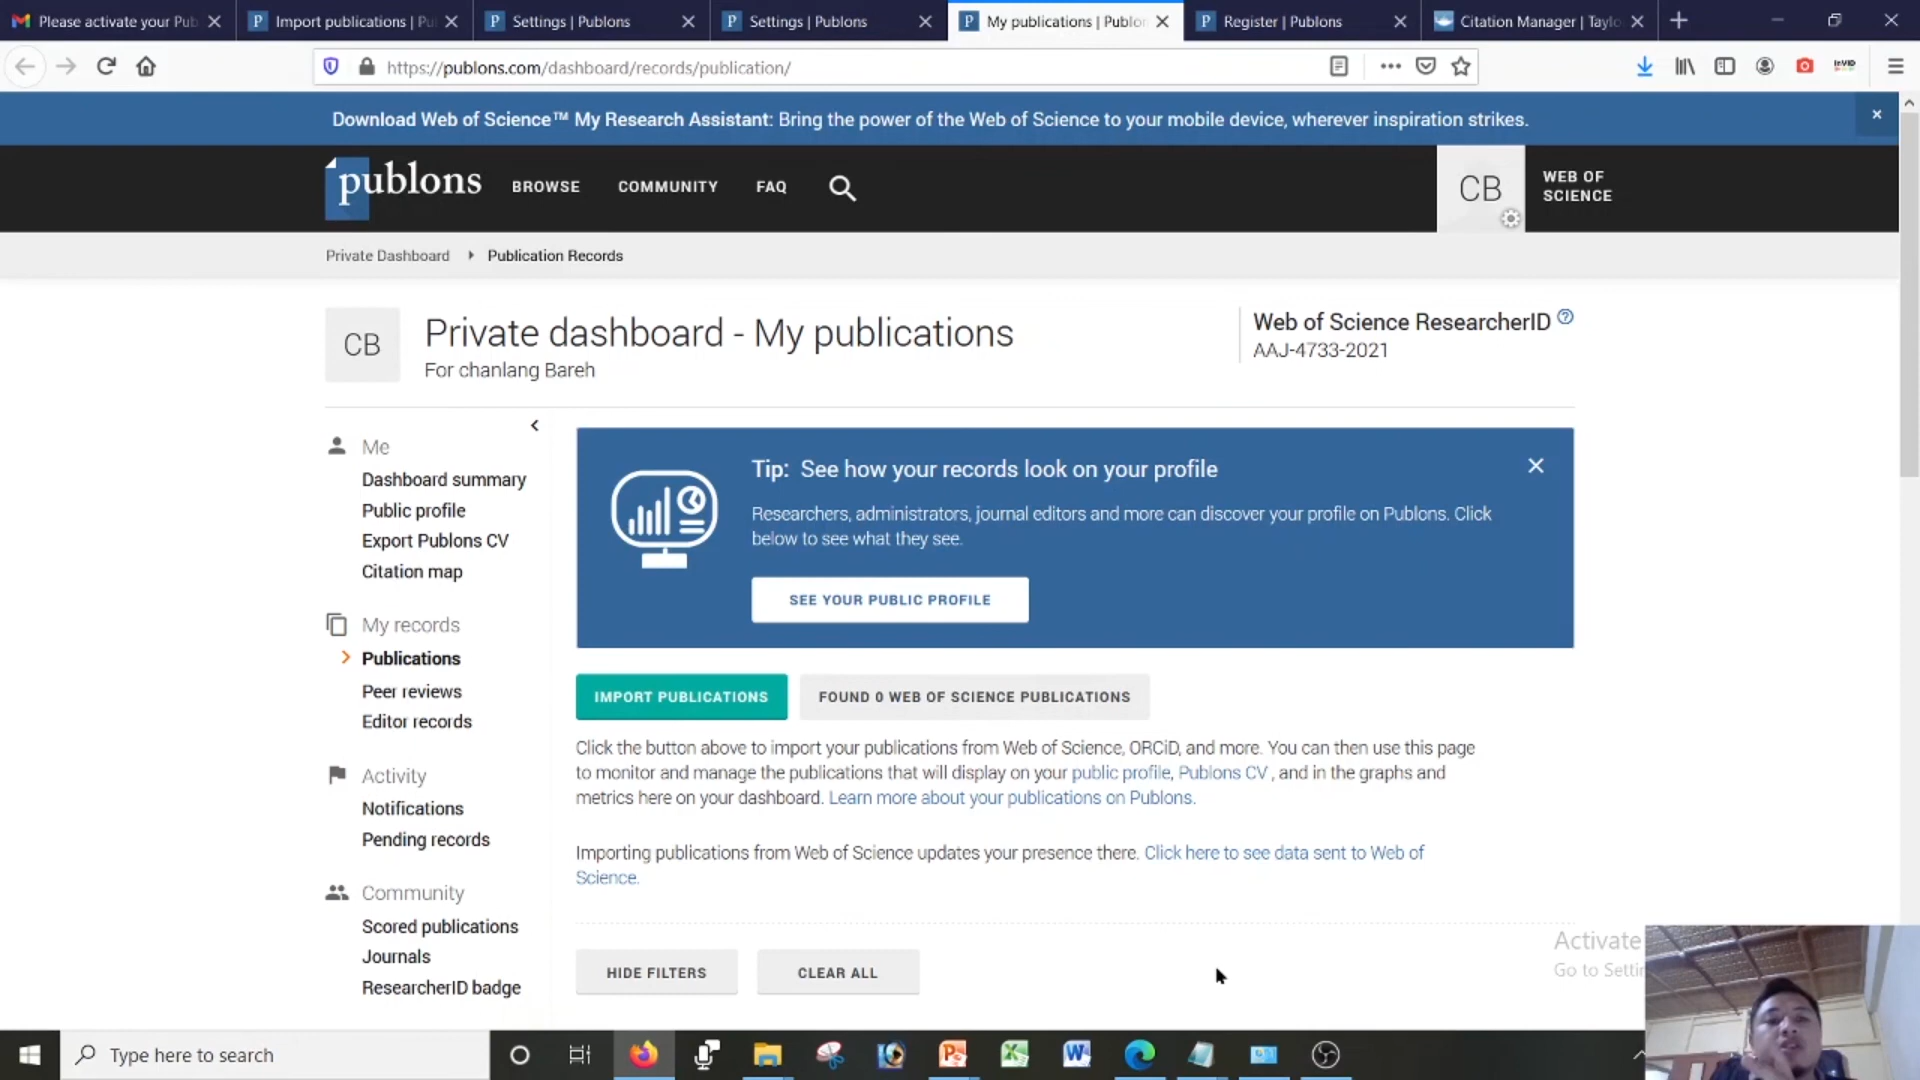 Please activate your Pub
Import publications | Pu
Settings | Publons
Settings | Publons
My publications | Publon
Register | Publons
Citation Manager | Taylo
https://publons.com/dashboard/records/publication/
Download Web of Science™ My Research Assistant: Bring the power of the Web of Science to your mobile device, wherever inspiration strikes.
publons
BROWSE
COMMUNITY
FAQ
CB
WEB OF
SCIENCE
Private Dashboard
Publication Records
CB
Private dashboard - My publications
For chanlang Bareh
Web of Science ResearcherID
AAJ-4733-2021
Me
Dashboard summary
Public profile
Export Publons CV
Citation map
My records
Publications
Peer reviews
Editor records
Activity
Notifications
Pending records
Community
Scored publications
Journals
ResearcherID badge
Tip: See how your records look on your profile
Researchers, administrators, journal editors and more can discover your profile on Publons. Click
below to see what they see.
SEE YOUR PUBLIC PROFILE
IMPORT PUBLICATIONS
FOUND 0 WEB OF SCIENCE PUBLICATIONS
Click the button above to import your publications from Web of Science, ORCiD, and more. You can then use this page
to monitor and manage the publications that will display on your public profile, Publons CV , and in the graphs and
metrics here on your dashboard. Learn more about your publications on Publons.
Importing publications from Web of Science updates your presence there. Click here to see data sent to Web of
Science.
HIDE FILTERS
CLEAR ALL
Activate
Go to Settin
Type here to search